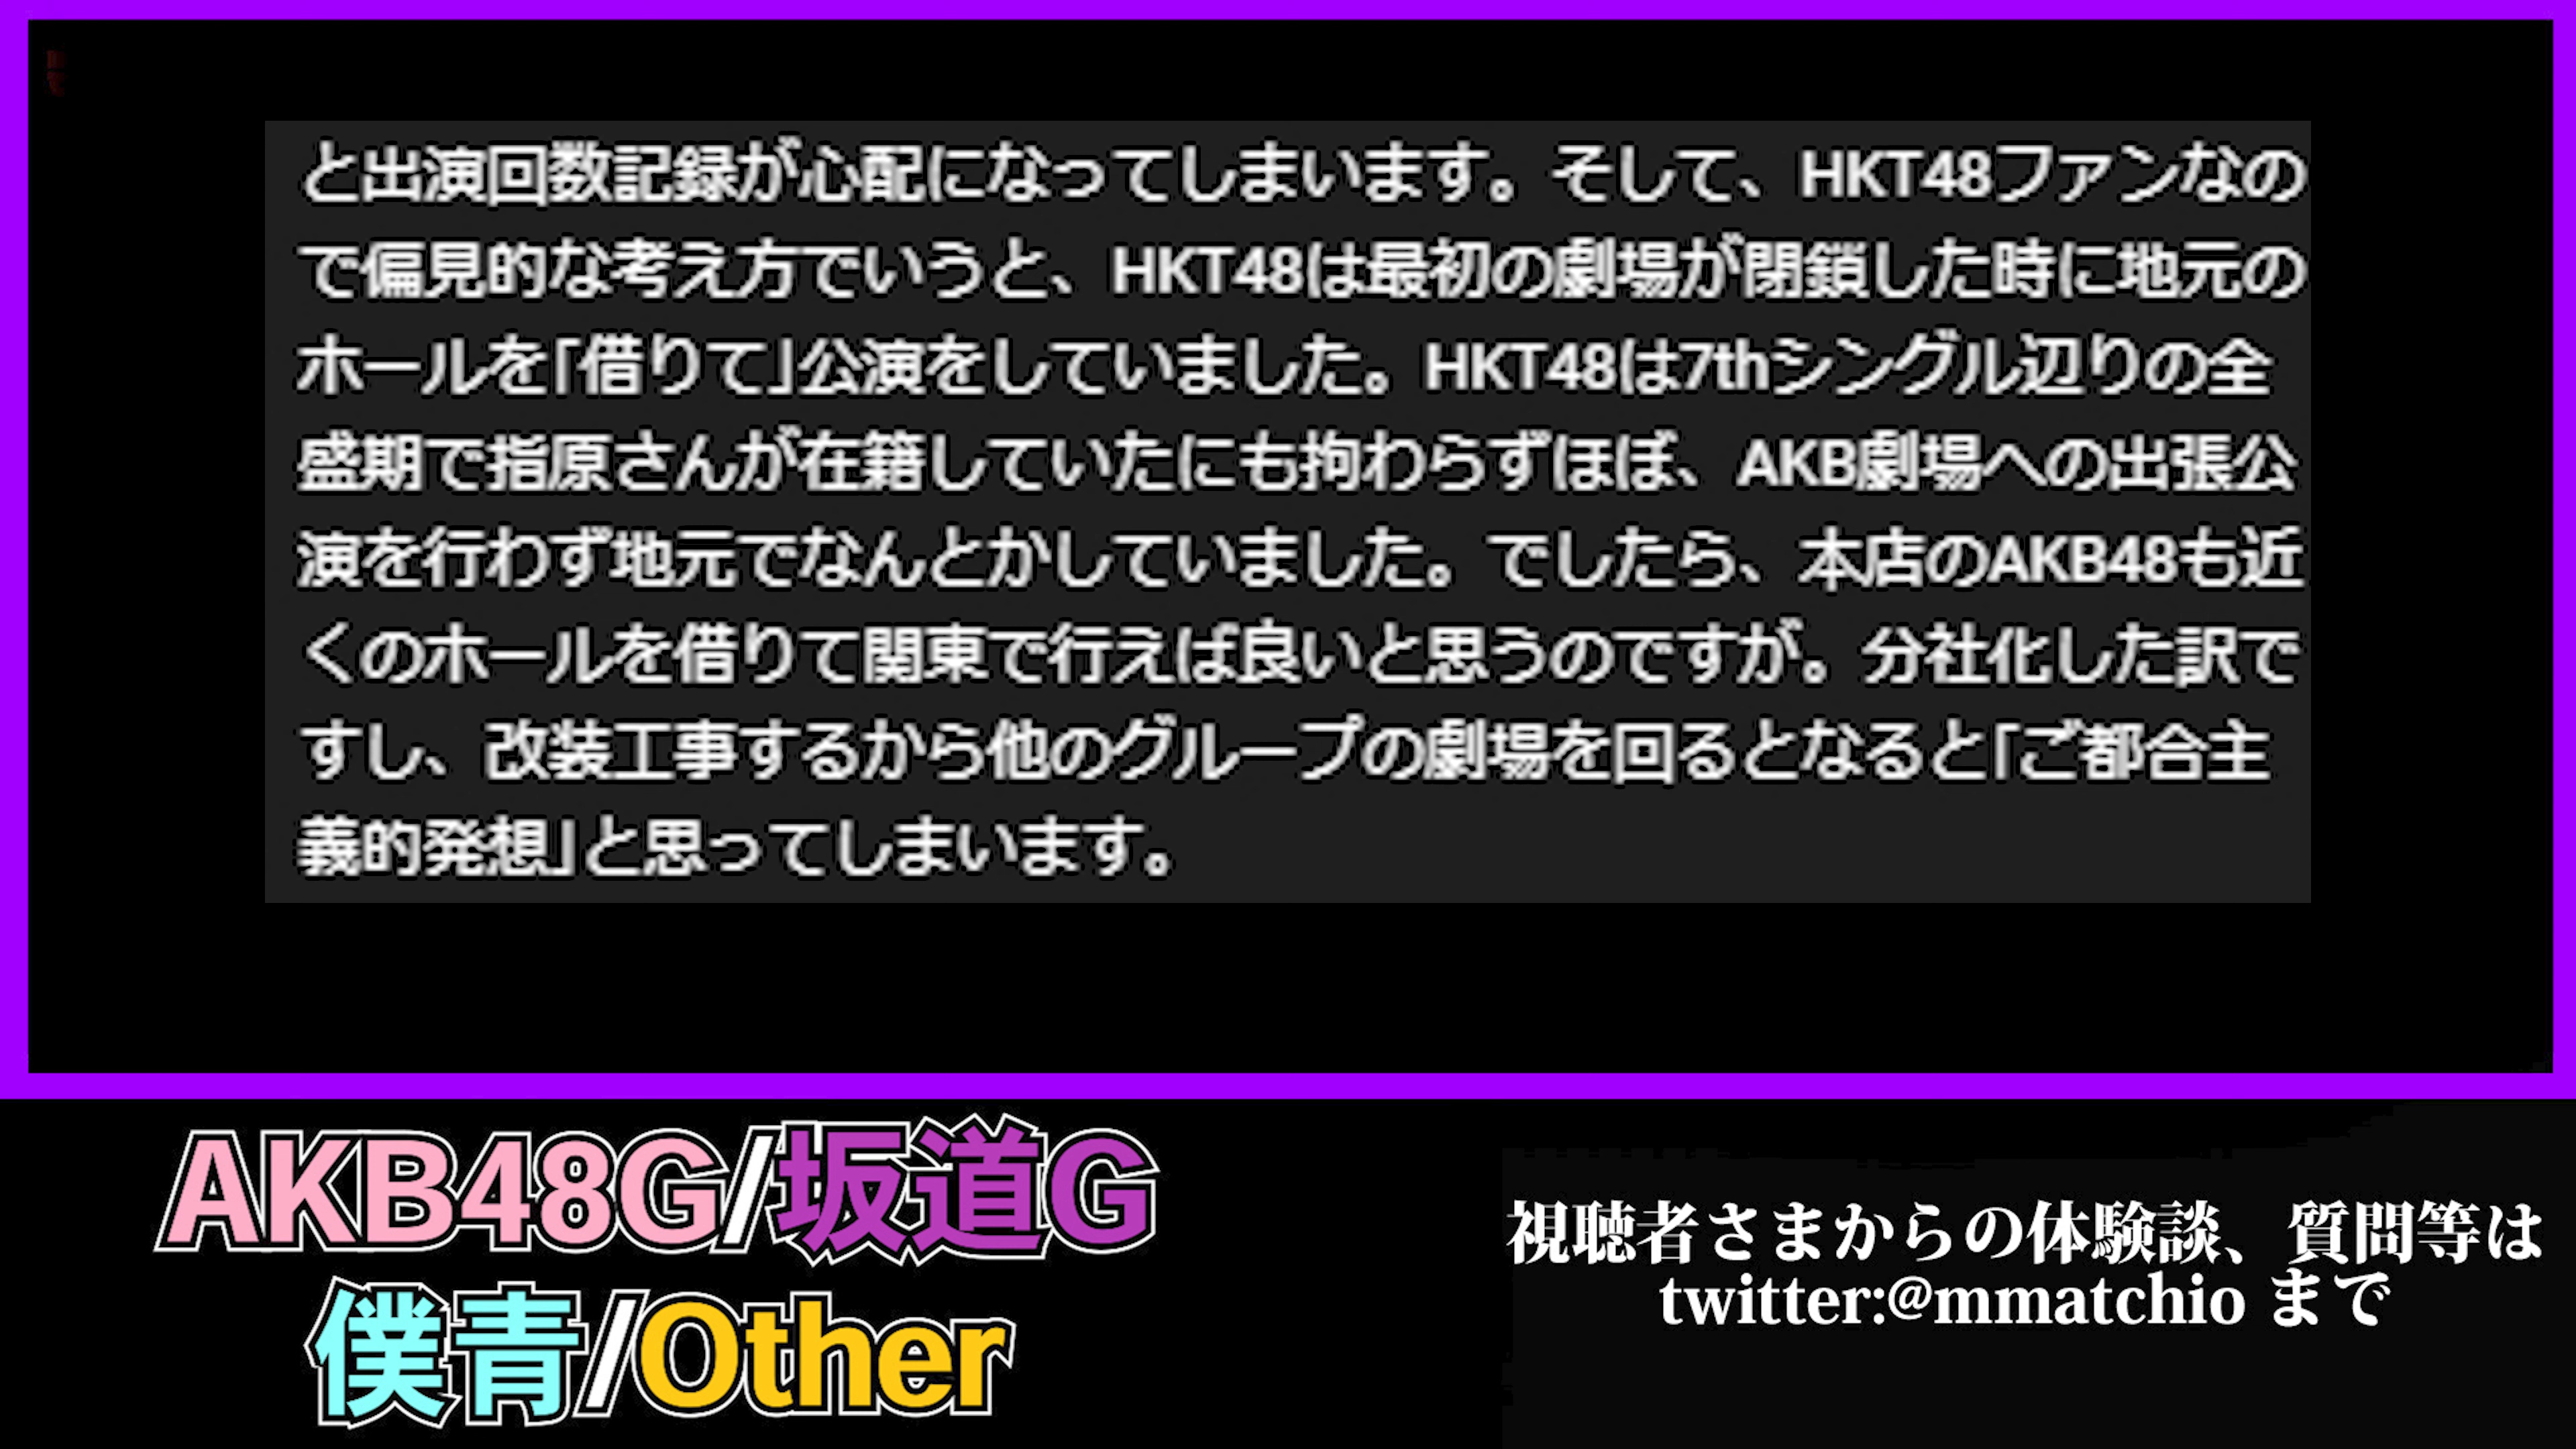 と出演回数記録が心配になってしまいます。そして、HKT48ファンなの
で偏見的な考え方でいうと、HKT48は最初の劇場が閉鎖した時に地元の
ホールを「借りて」公演をしていました。HKT48は7thシングル辺りの全
盛期で指原さんが在籍していたにも拘わらずほぼ、AKB劇場への出張公
演を行わず地元でなんとかしていました。でしたら、本店のAKB48も近
くのホールを借りて関東で行えば良いと思うのですが。分社化した訳で
すし、改装工事するから他のグループの劇場を回るとなると「ご都合主
義的発想」と思ってしまいます。
AKB48G/坂道G
僕青/Other
視聴者さまからの体験談、質問等は
twitter:@mmatchio まで